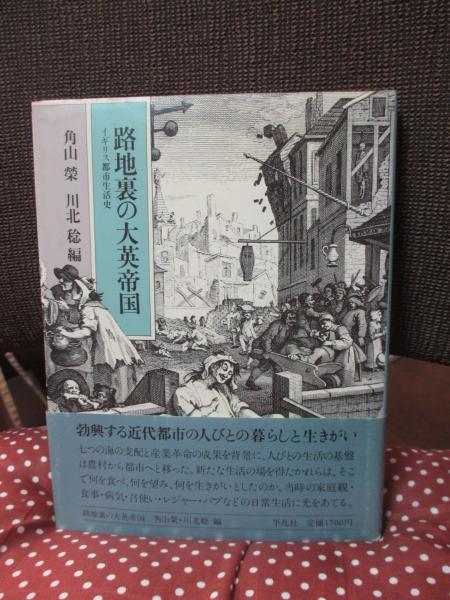 路地裏の大英帝国
イギリス都市生活史
角山 榮 川北 稔 編
勃興する近代都市の人びとの暮らしと生きがい
七つの海の支配と産業革命の成果を背景に、人びとの生活の基盤
は農村から都市へと移った。新たな生活の場を得たかれらは、そこ
で何を食べ、何を望み、何を生きがいとしたのか。当時の家庭観・
食事・病気・召使い・レジャー・パブなどの日常生活に光をあてる。
路地裏の大英帝国 角山榮・川北稔 編 平凡社 定価1700円